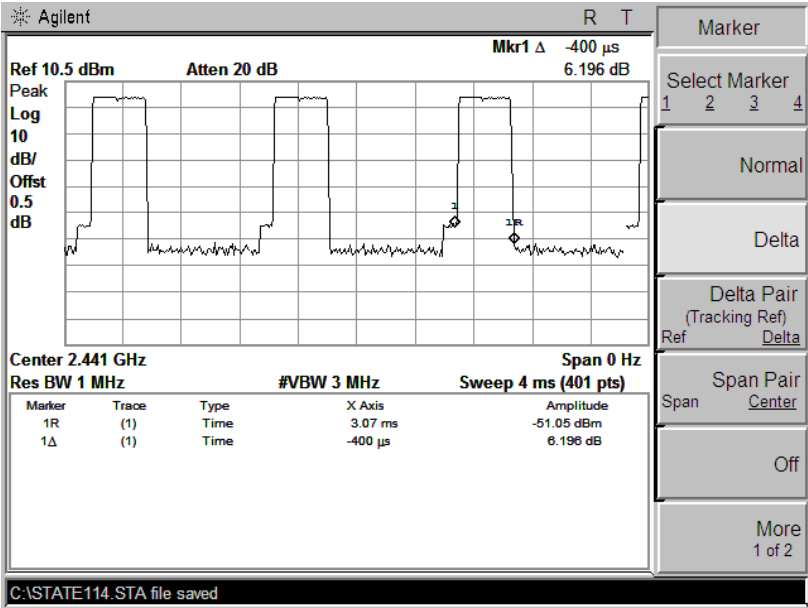 Agilent R T
Mkr1 Δ -400 μs
Ref 10.5 dBm Atten 20 dB 6.196 dB
Peak
Log
10
dB/
Offst
0.5
dB
1
1R
Center 2.441 GHz Span 0 Hz
Res BW 1 MHz #VBW 3 MHz Sweep 4 ms (401 pts)
Marker Trace Type X Axis Amplitude
1R (1) Time 3.07 ms -51.05 dBm
1Δ (1) Time -400 μs 6.196 dB
C:\STATE114.STA file saved
Marker
Select Marker
1 2 3 4
Normal
Delta
Delta Pair
(Tracking Ref)
Ref Delta
Span Pair
Span Center
Off
More
1 of 2